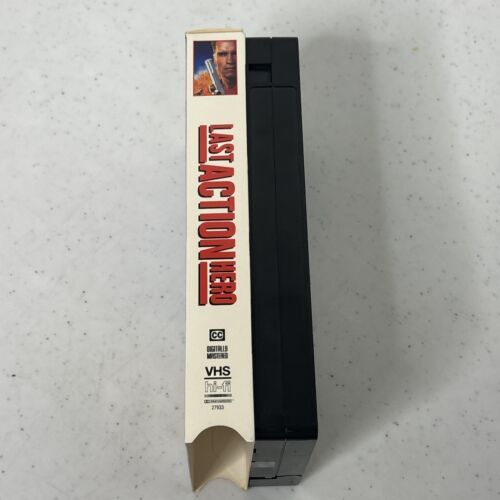 LAST ACTION HERO
CC
DIGITALLY
MASTERED
VHS
hi-fi
27933